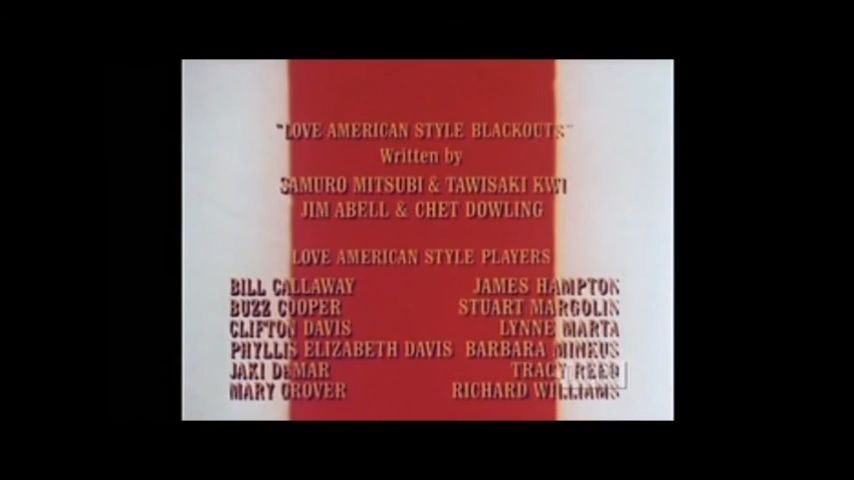 "LOVE AMERICAN STYLE BLACKOUTS"
Written by
SAMURO MITSUBI & TAWISAKI KWI
JIM ABELL & CHET DOWLING
LOVE AMERICAN STYLE PLAYERS
BILL CALLAWAY JAMES HAMPTON
BUZZ COOPER STUART MARGOLIN
CLIFTON DAVIS LYNNE MARTA
PHYLLIS ELIZABETH DAVIS BARBARA MINKUS
JAKI DEMAR TRACY REED
MARY GROVER RICHARD WILLIAMS